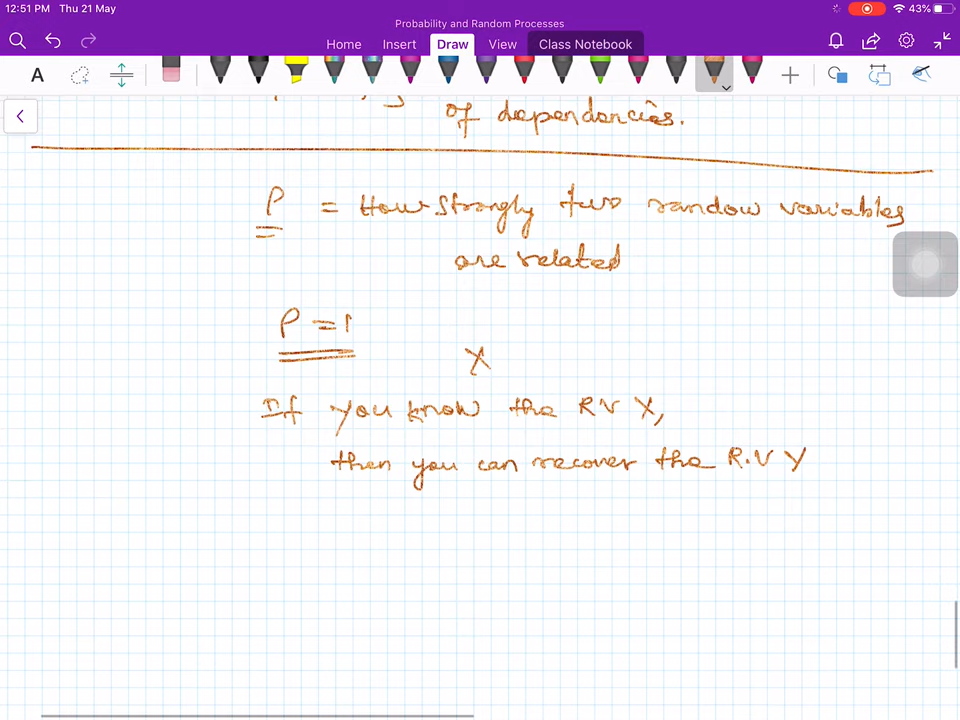 12:51 PM Thu 21 May
43%
Probability and Random Processes
Home Insert Draw View Class Notebook
A
of dependancies.
ρ = How strongly two random variables
are related
ρ = 1
X
If you know the RV X,
then you can recover the R.V Y